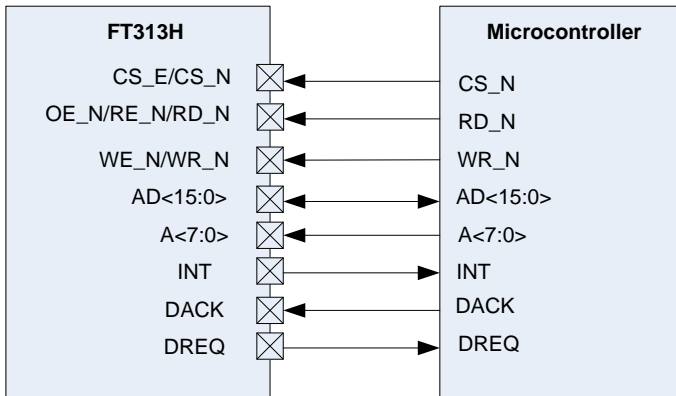 FT313H Microcontroller
CS_E/CS_N CS_N
OE_N/RE_N/RD_N RD_N
WE_N/WR_N WR_N
AD<15:0> AD<15:0>
A<7:0> A<7:0>
INT INT
DACK DACK
DREQ DREQ